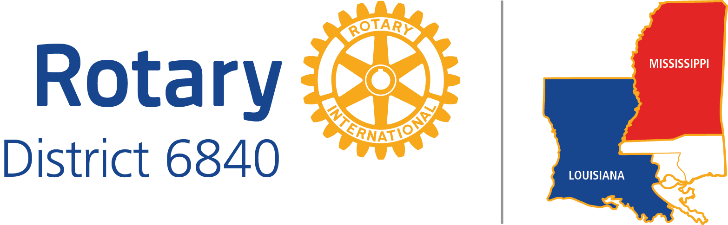 Rotary
District 6840
ROTARY
INTERNATIONAL
MISSISSIPPI
LOUISIANA